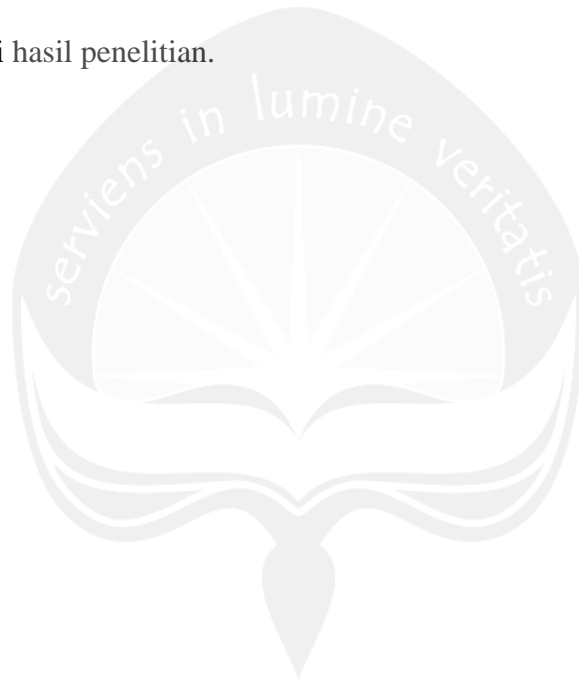 i hasil penelitian.
serviens in lumine veritatis